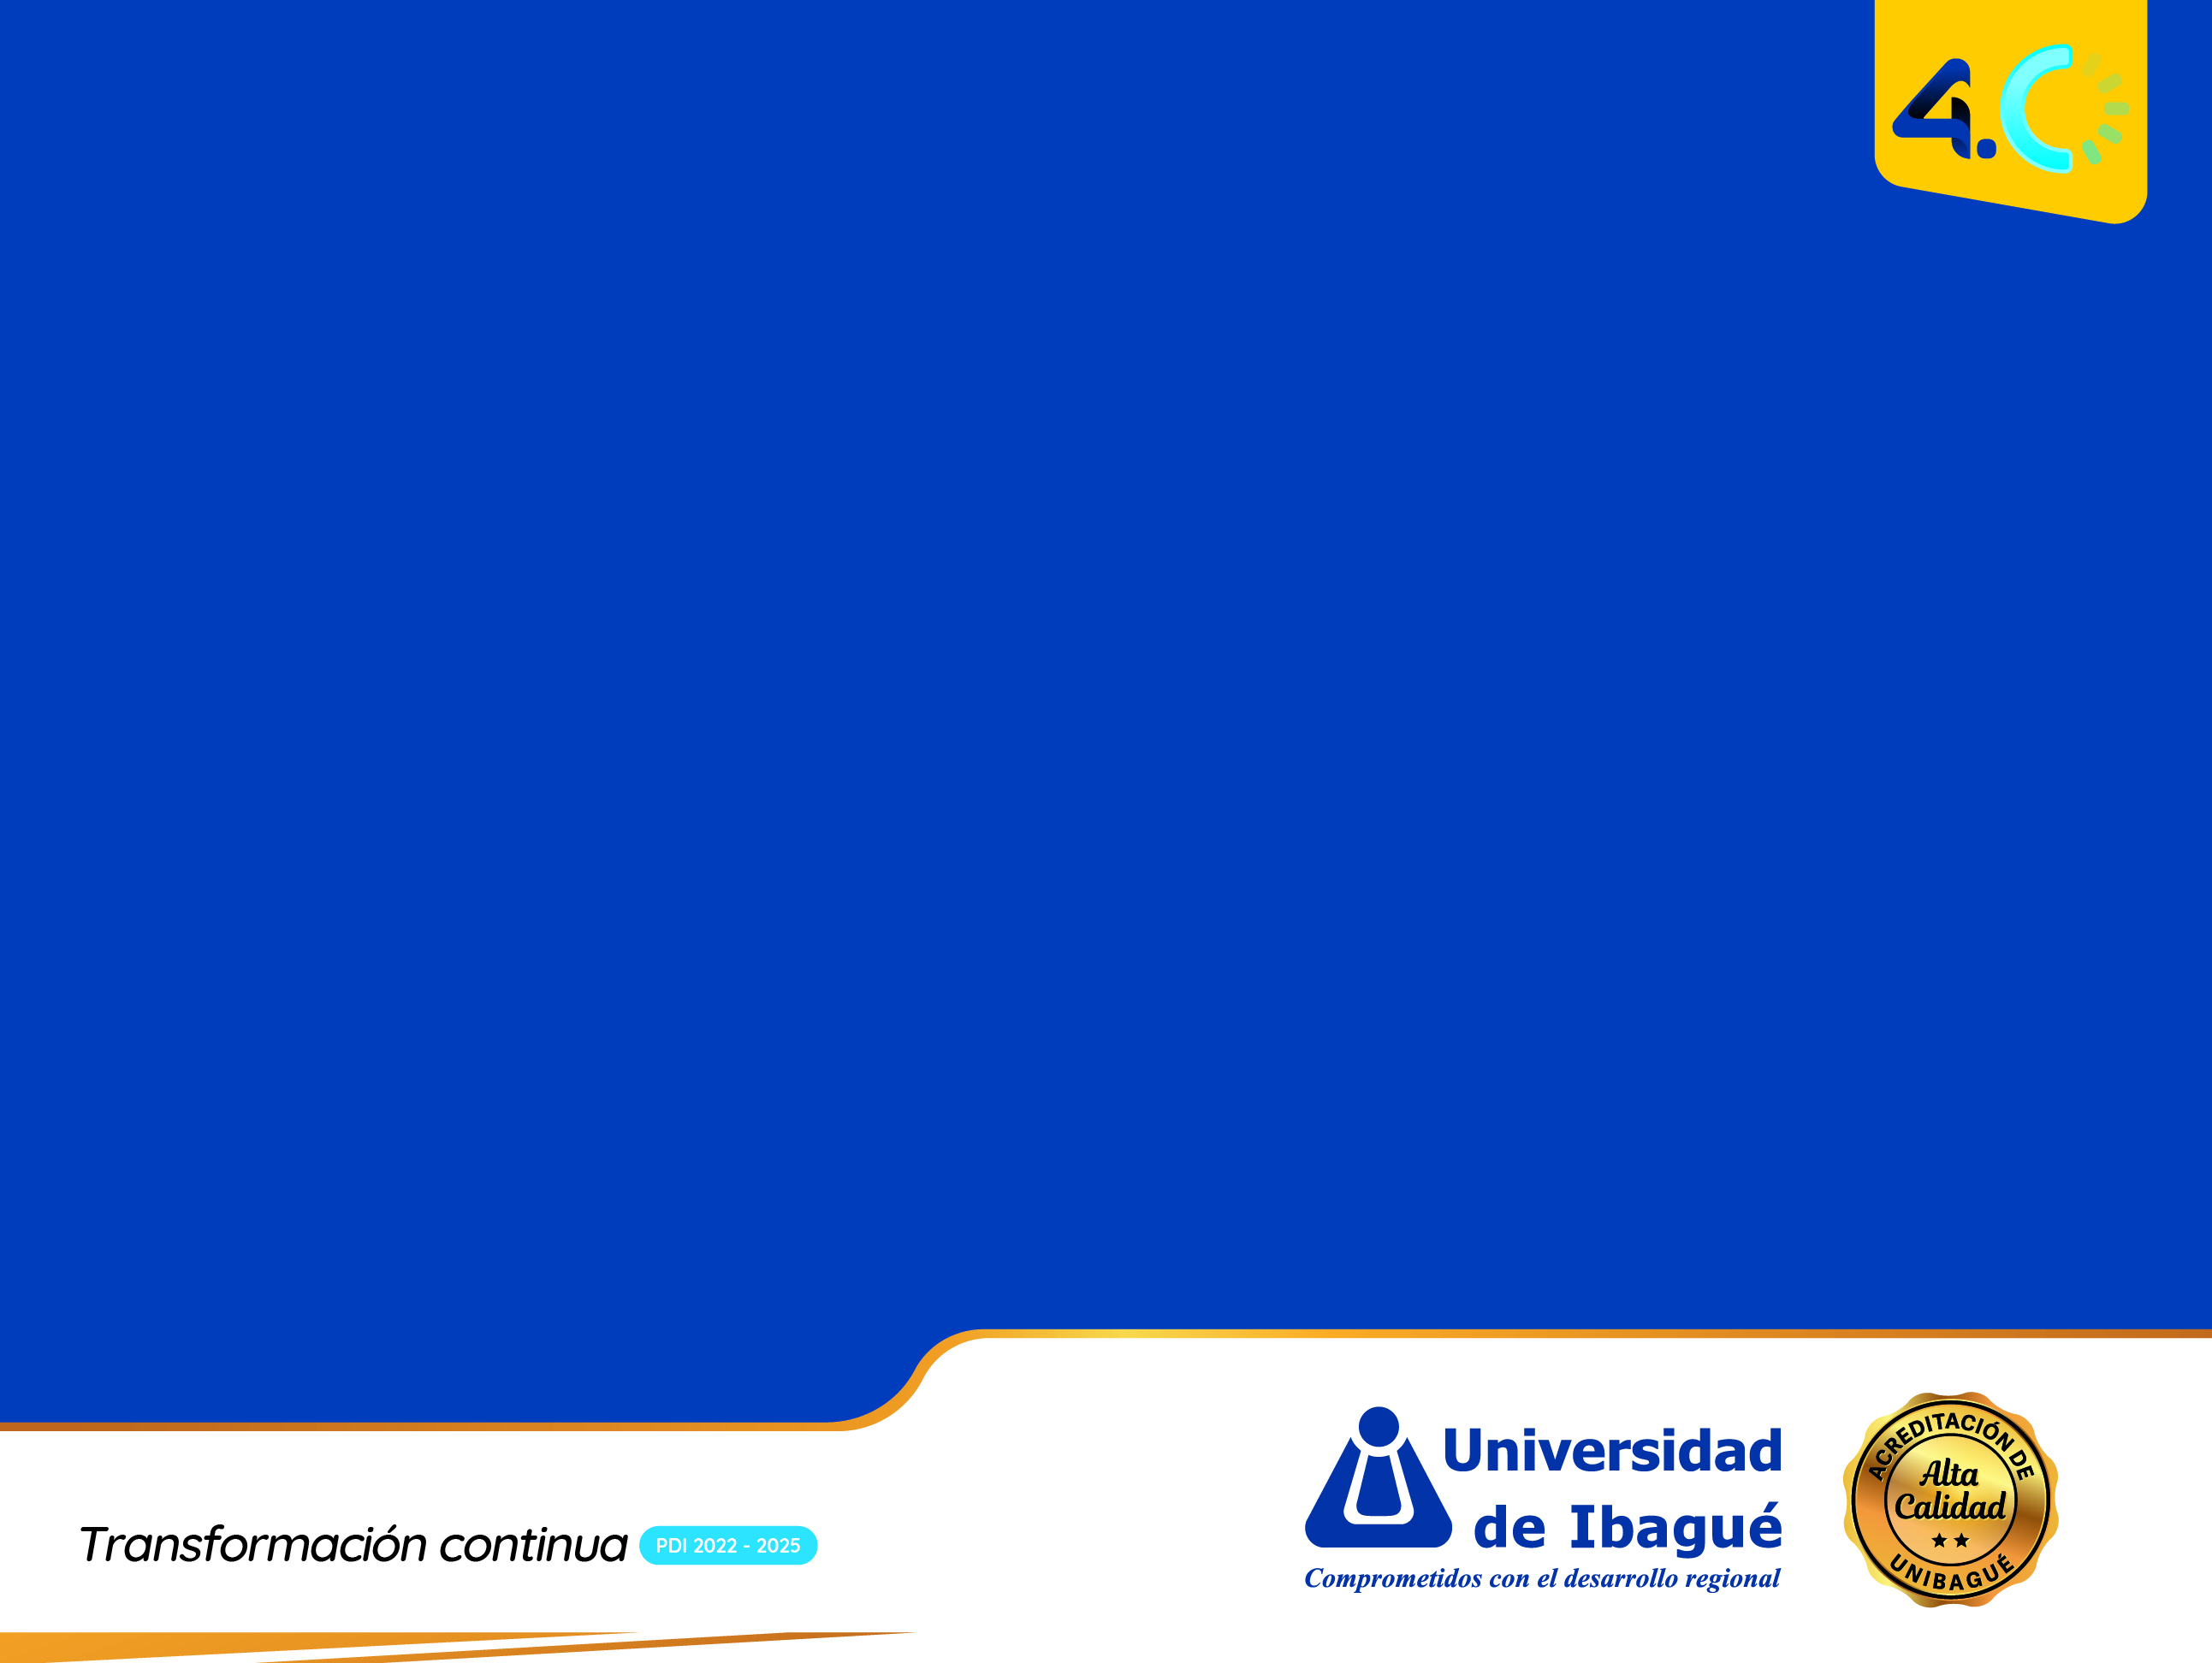 4.C
Transformación continua
PDI 2022 - 2025
Universidad
de Ibagué
Comprometidos con el desarrollo regional
ACREDITACIÓN DE
Alta
Calidad
UNIBAGUÉ